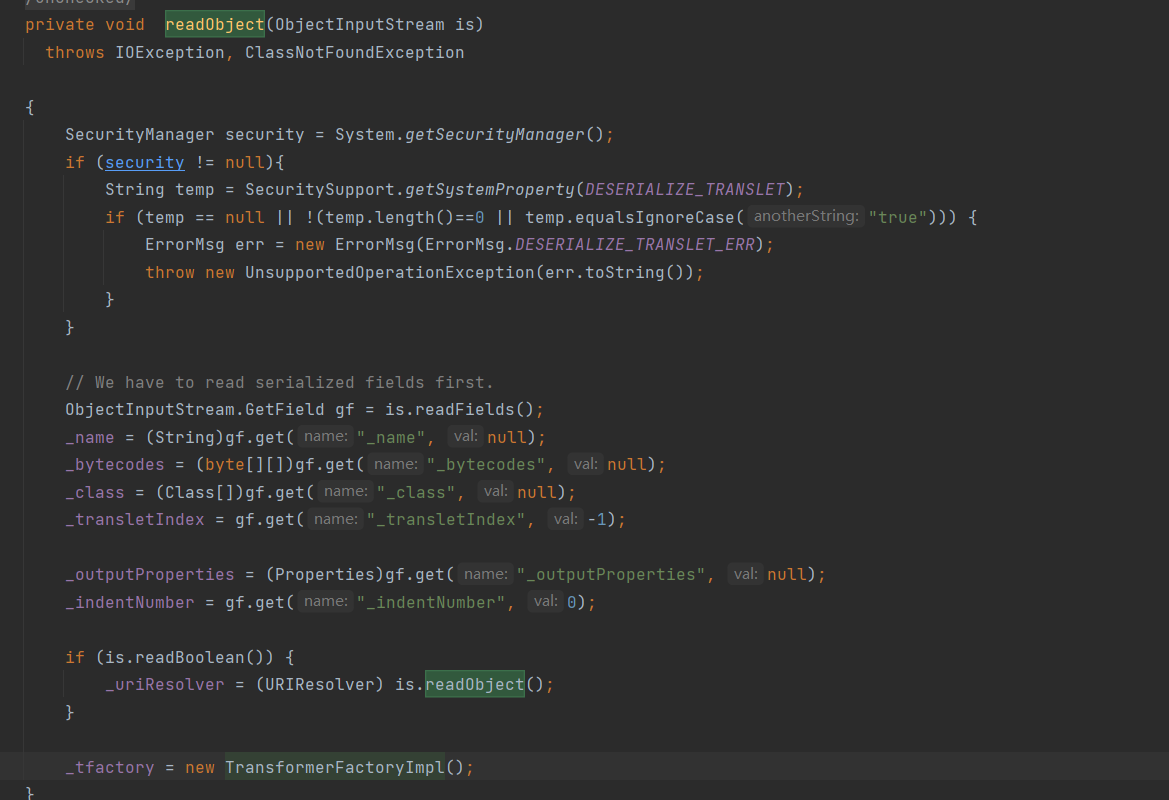 private void readObject(ObjectInputStream is)
throws IOException, ClassNotFoundException
{
SecurityManager security = System.getSecurityManager();
if (security != null){
String temp = SecuritySupport.getSystemProperty(DESERIALIZE_TRANSLET);
if (temp == null || !(temp.length()==0 || temp.equalsIgnoreCase( anotherString: "true"))) {
ErrorMsg err = new ErrorMsg(ErrorMsg.DESERIALIZE_TRANSLET_ERR);
throw new UnsupportedOperationException(err.toString());
}
}
// We have to read serialized fields first.
ObjectInputStream.GetField gf = is.readFields();
_name = (String)gf.get( name: "_name", val: null);
_bytecodes = (byte[][])gf.get( name: "_bytecodes", val: null);
_class = (Class[])gf.get( name: "_class", val: null);
_transletIndex = gf.get( name: "_transletIndex", val: -1);
_outputProperties = (Properties)gf.get( name: "_outputProperties", val: null);
_indentNumber = gf.get( name: "_indentNumber", val: 0);
if (is.readBoolean()) {
_uriResolver = (URIResolver) is.readObject();
}
_tfactory = new TransformerFactoryImpl();
}